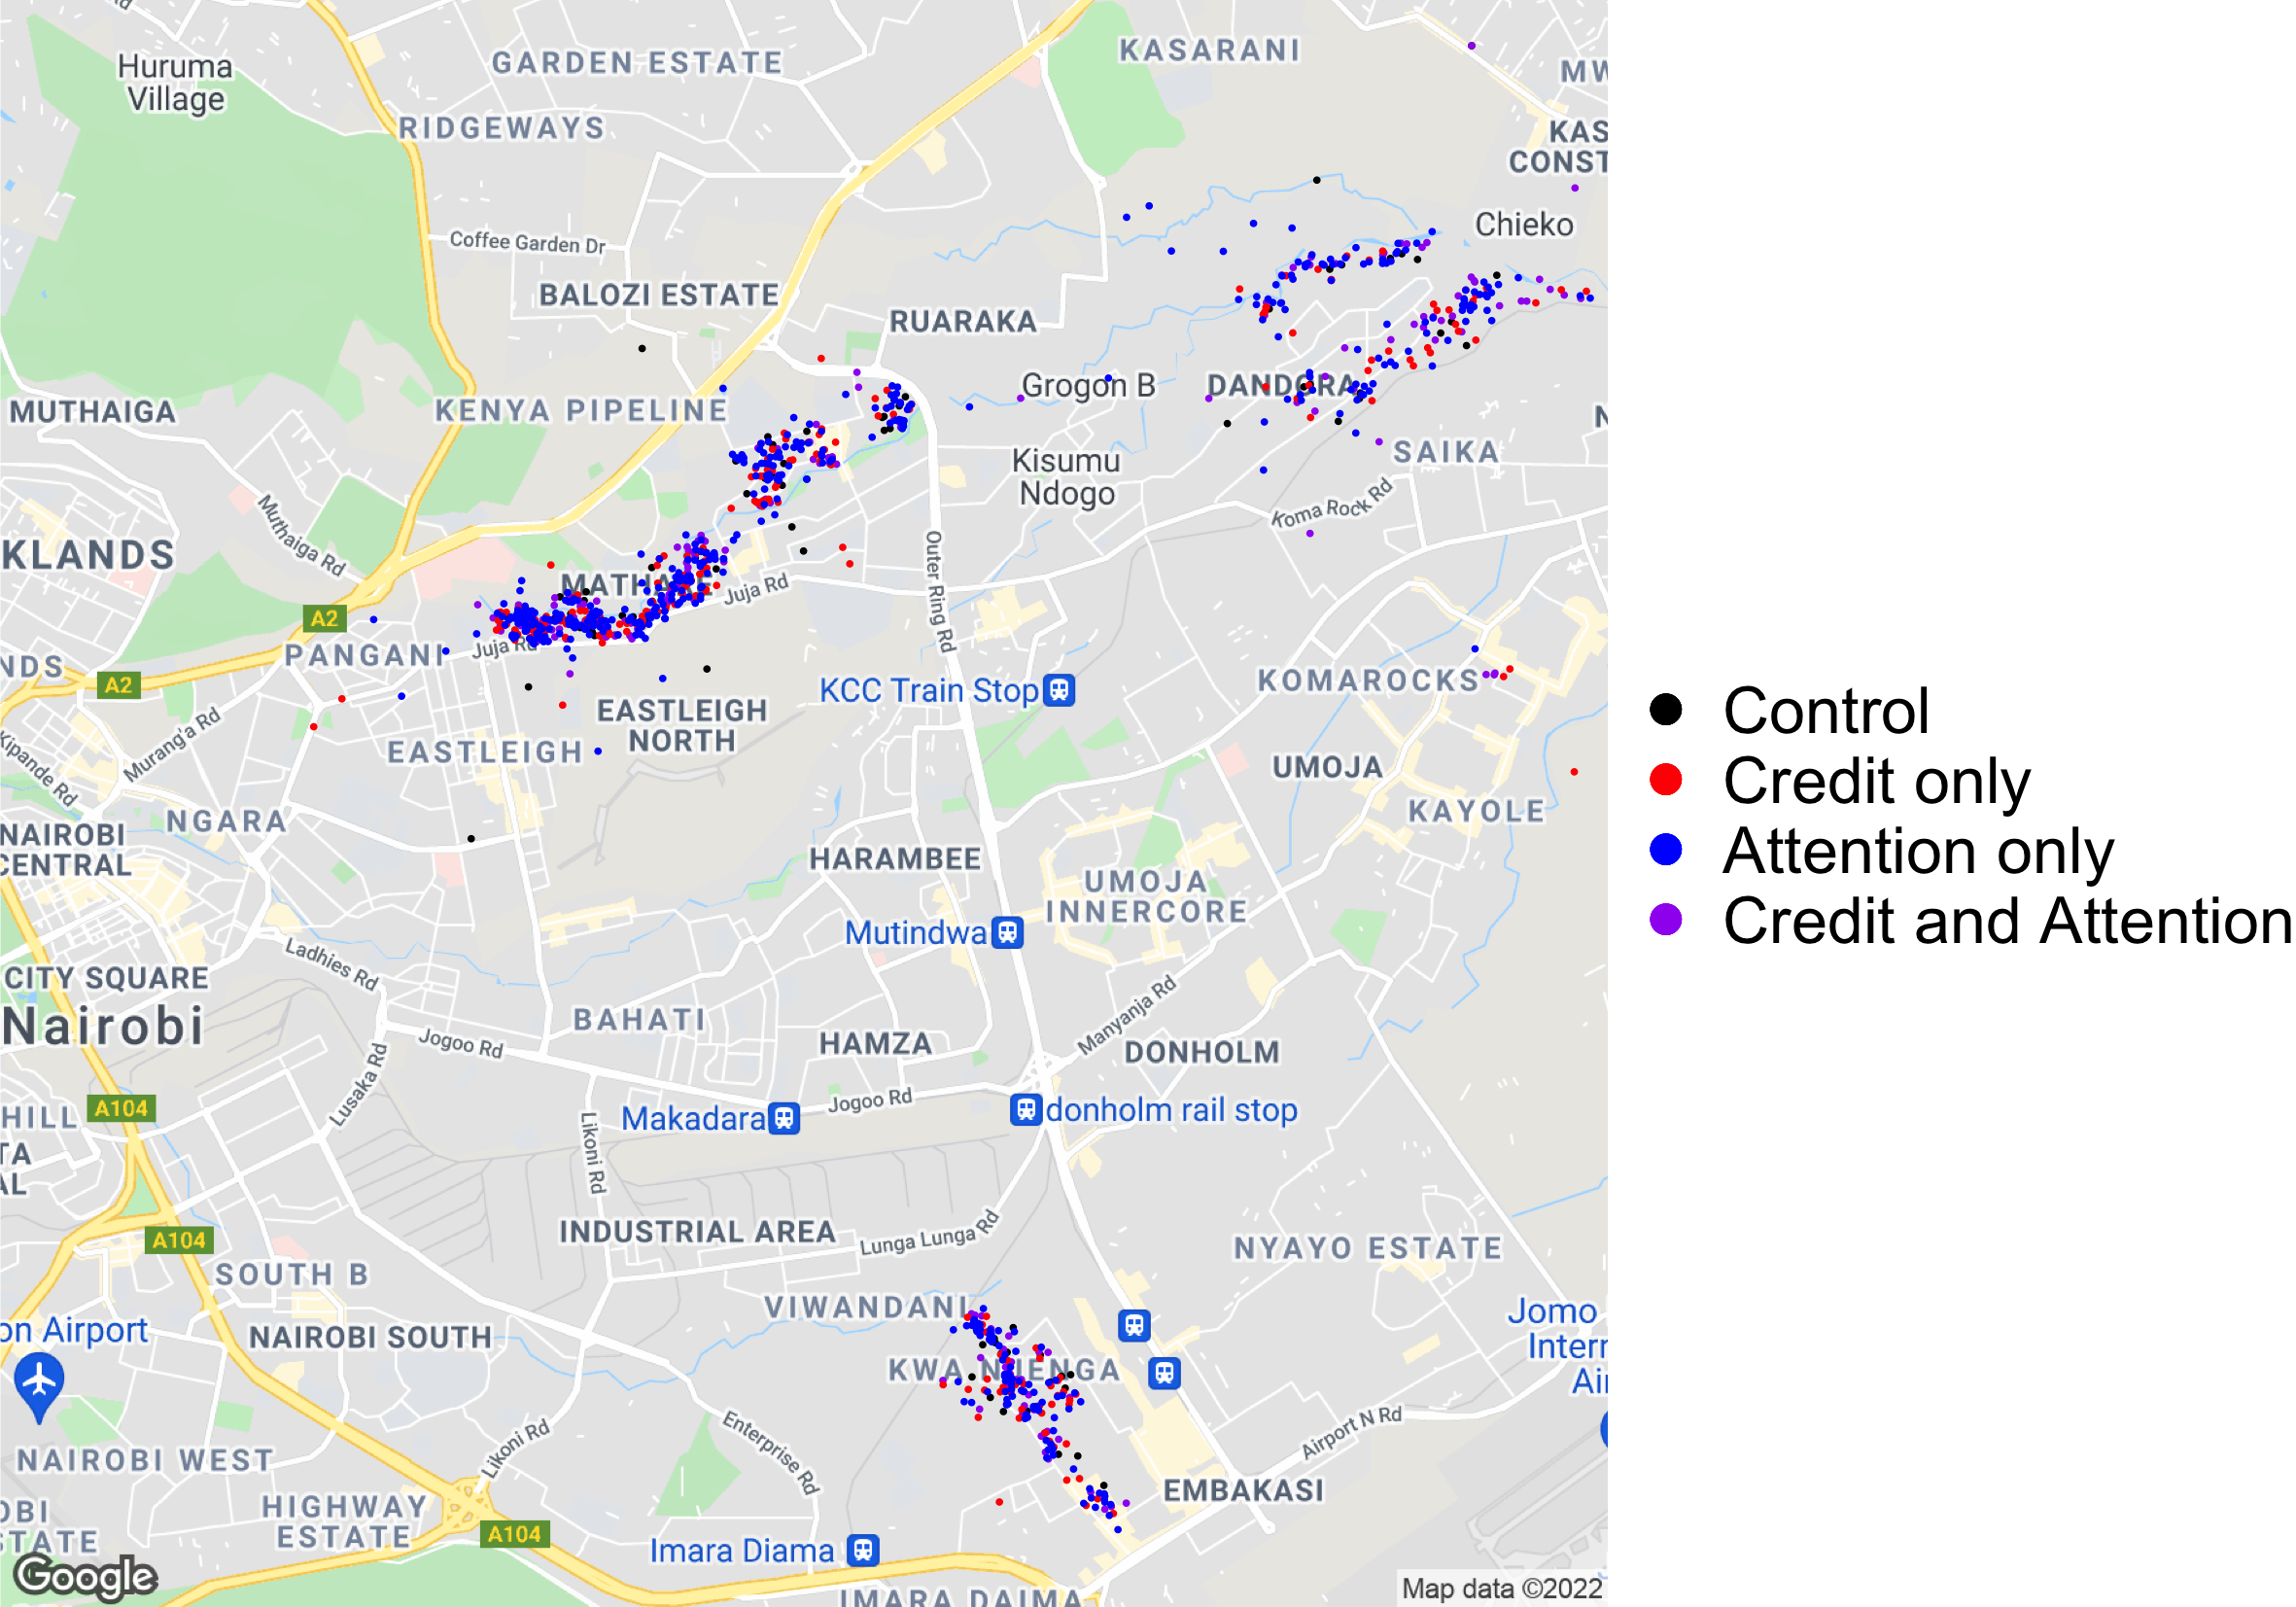 Huruma
Village
GARDEN ESTATE
KASARANI
MW
RIDGEWAYS
KAS
CONST
Chieko
Coffee Garden Dr
BALOZI ESTATE
RUARAKA
MUTHAIGA
KENYA PIPELINE
Grogon B
DANDORA
N
SAIKA
Kisumu
Ndogo
Koma Rock Rd
Muthaiga Rd
KLANDS
Outer Ring Rd
MATHARE
Juja Rd
A2
PANGANI
Juja Rd
NDS
A2
KCC Train Stop
KOMAROCKS
EASTLEIGH
NORTH
Murang'a Rd
EASTLEIGH
Kipande Rd
UMOJA
KAYOLE
NGARA
NAIROBI
CENTRAL
HARAMBEE
UMOJA
INNERCORE
Mutindwa
Ladhies Rd
CITY SQUARE
Nairobi
BAHATI
Manyanja Rd
Jogoo Rd
HAMZA
DONHOLM
Lusaka Rd
Jogoo Rd
A104
HILL
Makadara
donholm rail stop
TA
AL
Likoni Rd
INDUSTRIAL AREA
Lunga Lunga Rd
A104
NYAYO ESTATE
SOUTH B
VIWANDANI
Jomo
Intern
Air
on Airport
NAIROBI SOUTH
KWA NJENGA
Enterprise Rd
Likoni Rd
Airport N Rd
NAIROBI WEST
EMBAKASI
HIGHWAY
ESTATE
OBI
STATE
A104
Imara Diama
Google
IMARA DAIMA
Map data ©2022
Control
Credit only
Attention only
Credit and Attention